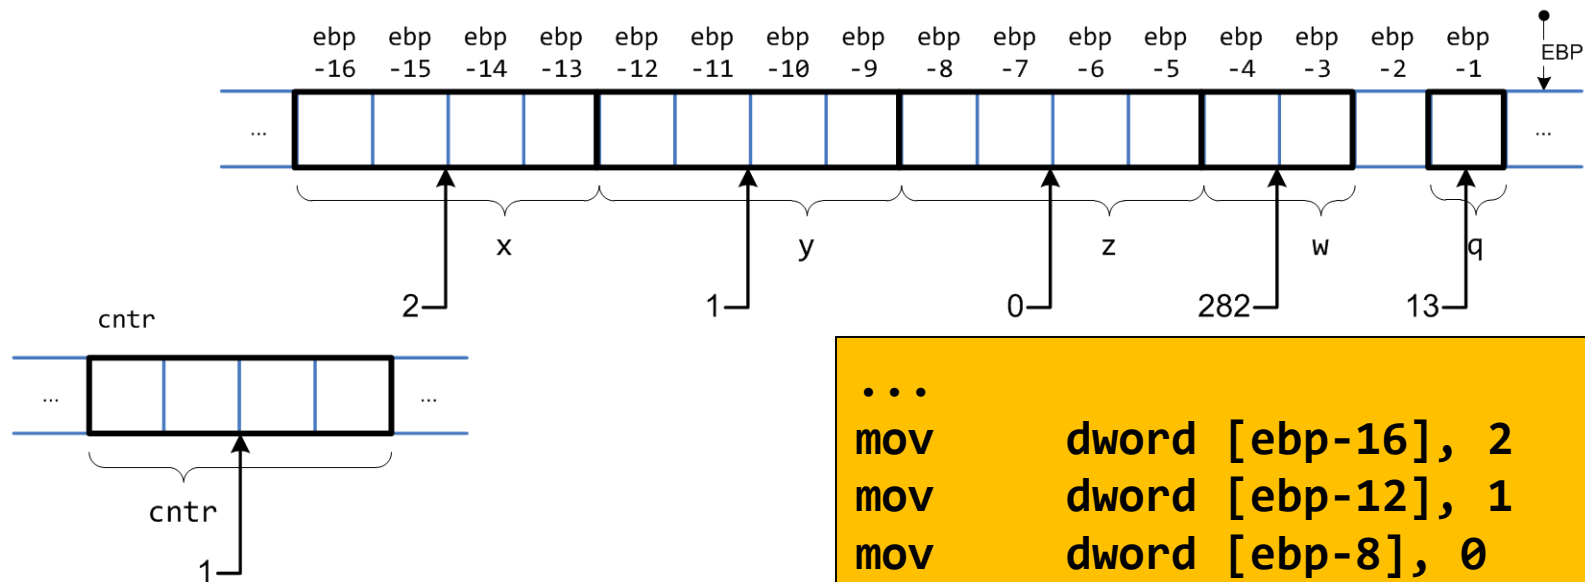 ebp ebp ebp ebp ebp ebp ebp ebp ebp ebp ebp ebp ebp ebp ebp ebp
-16 -15 -14 -13 -12 -11 -10 -9 -8 -7 -6 -5 -4 -3 -2 -1
EBP
... ...
x y z w q
2 1 0 282 13
cntr
... ...
cntr
1
...
mov dword [ebp-16], 2
mov dword [ebp-12], 1
mov dword [ebp-8], 0